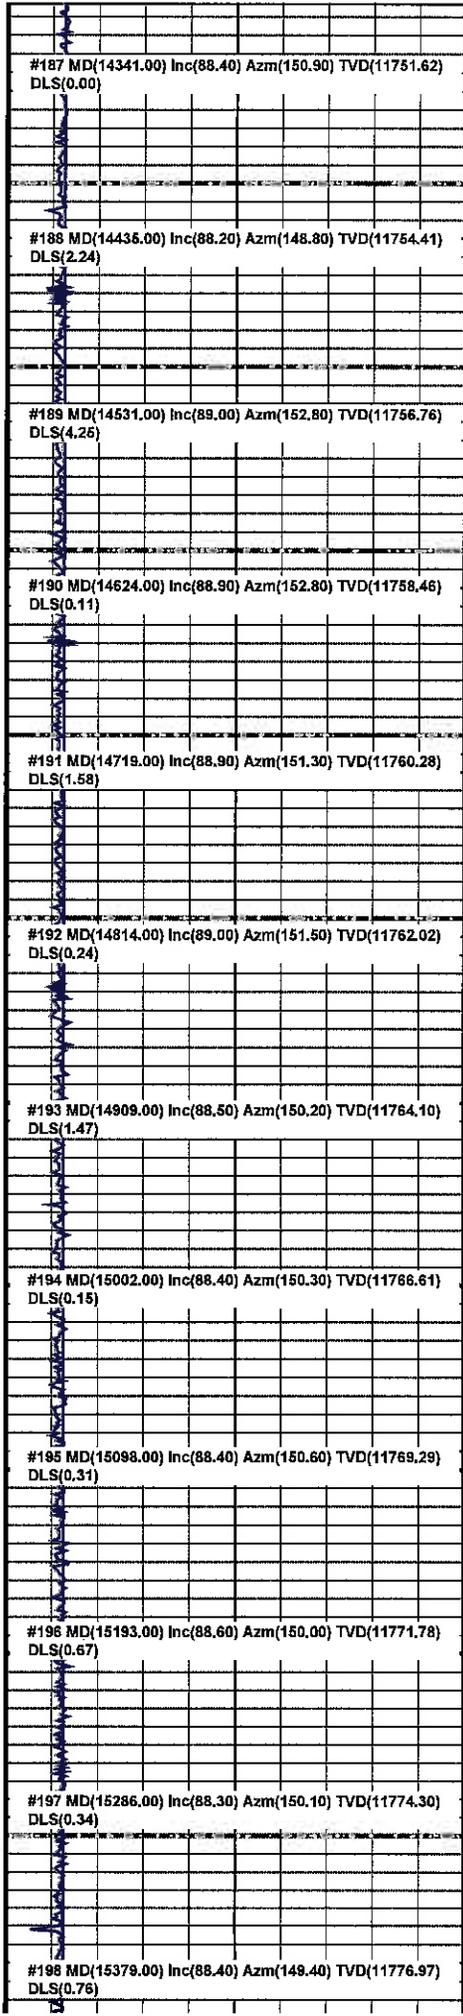 #187 MD(14341.00) Inc(88.40) Azm(150.90) TVD(11751.62)
DLS(0.00)
#188 MD(14435.00) Inc(88.20) Azm(148.80) TVD(11754.41)
DLS(2.24)
#189 MD(14531.00) Inc(89.00) Azm(152.80) TVD(11756.76)
DLS(4.25)
#190 MD(14624.00) Inc(88.90) Azm(152.80) TVD(11758.46)
DLS(0.11)
#191 MD(14719.00) Inc(88.90) Azm(151.30) TVD(11760.28)
DLS(1.58)
#192 MD(14814.00) Inc(89.00) Azm(151.50) TVD(11762.02)
DLS(0.24)
#193 MD(14909.00) Inc(88.50) Azm(150.20) TVD(11764.10)
DLS(1.47)
#194 MD(15002.00) Inc(88.40) Azm(150.30) TVD(11766.61)
DLS(0.15)
#195 MD(15098.00) Inc(88.40) Azm(150.60) TVD(11769.29)
DLS(0.31)
#196 MD(15193.00) Inc(88.60) Azm(150.00) TVD(11771.78)
DLS(0.67)
#197 MD(15286.00) Inc(88.30) Azm(150.10) TVD(11774.30)
DLS(0.34)
#198 MD(15379.00) Inc(88.40) Azm(149.40) TVD(11776.97)
DLS(0.76)